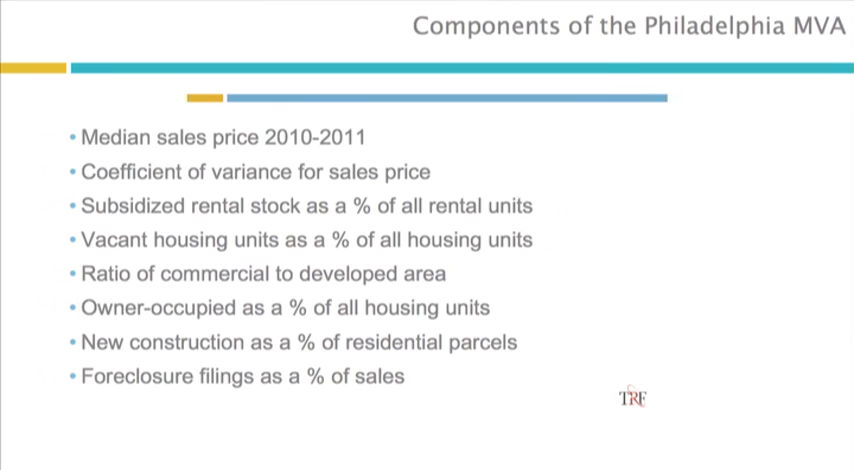 Components of the Philadelphia MVA
• Median sales price 2010-2011
• Coefficient of variance for sales price
• Subsidized rental stock as a % of all rental units
• Vacant housing units as a % of all housing units
• Ratio of commercial to developed area
• Owner-occupied as a % of all housing units
• New construction as a % of residential parcels
• Foreclosure filings as a % of sales
TRF